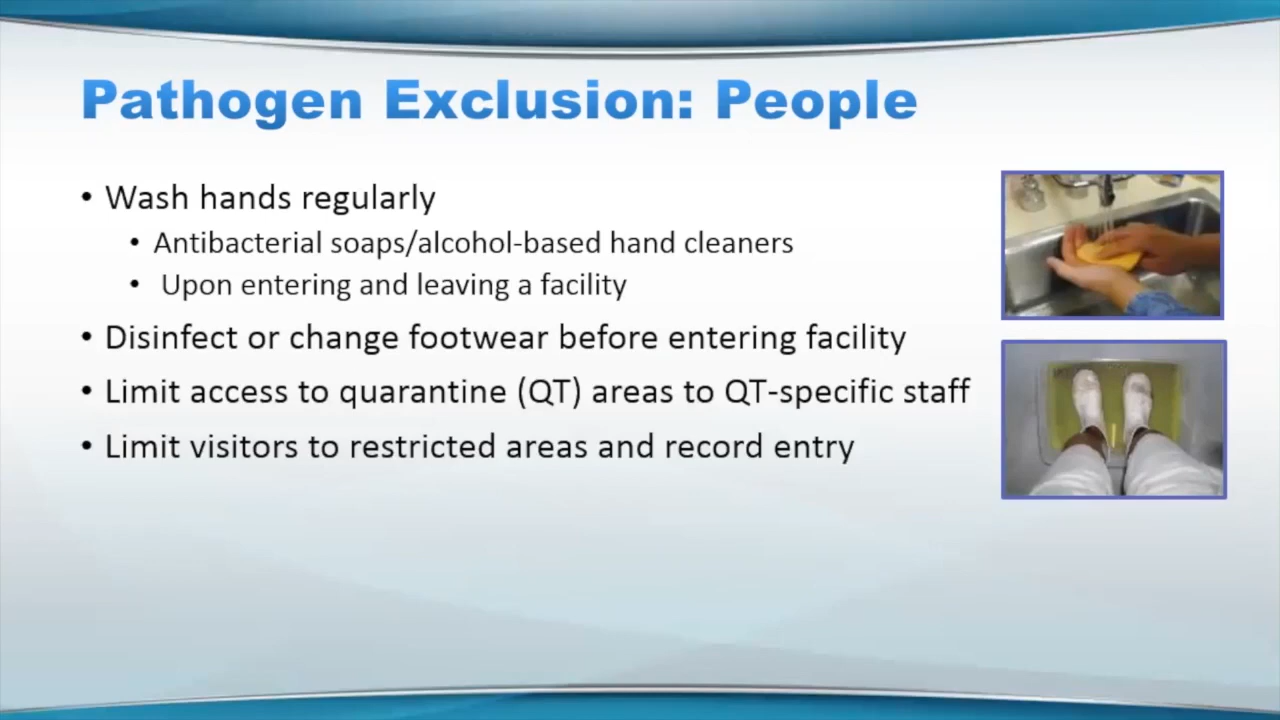 Pathogen Exclusion: People
• Wash hands regularly
• Antibacterial soaps/alcohol-based hand cleaners
• Upon entering and leaving a facility
• Disinfect or change footwear before entering facility
• Limit access to quarantine (QT) areas to QT-specific staff
• Limit visitors to restricted areas and record entry